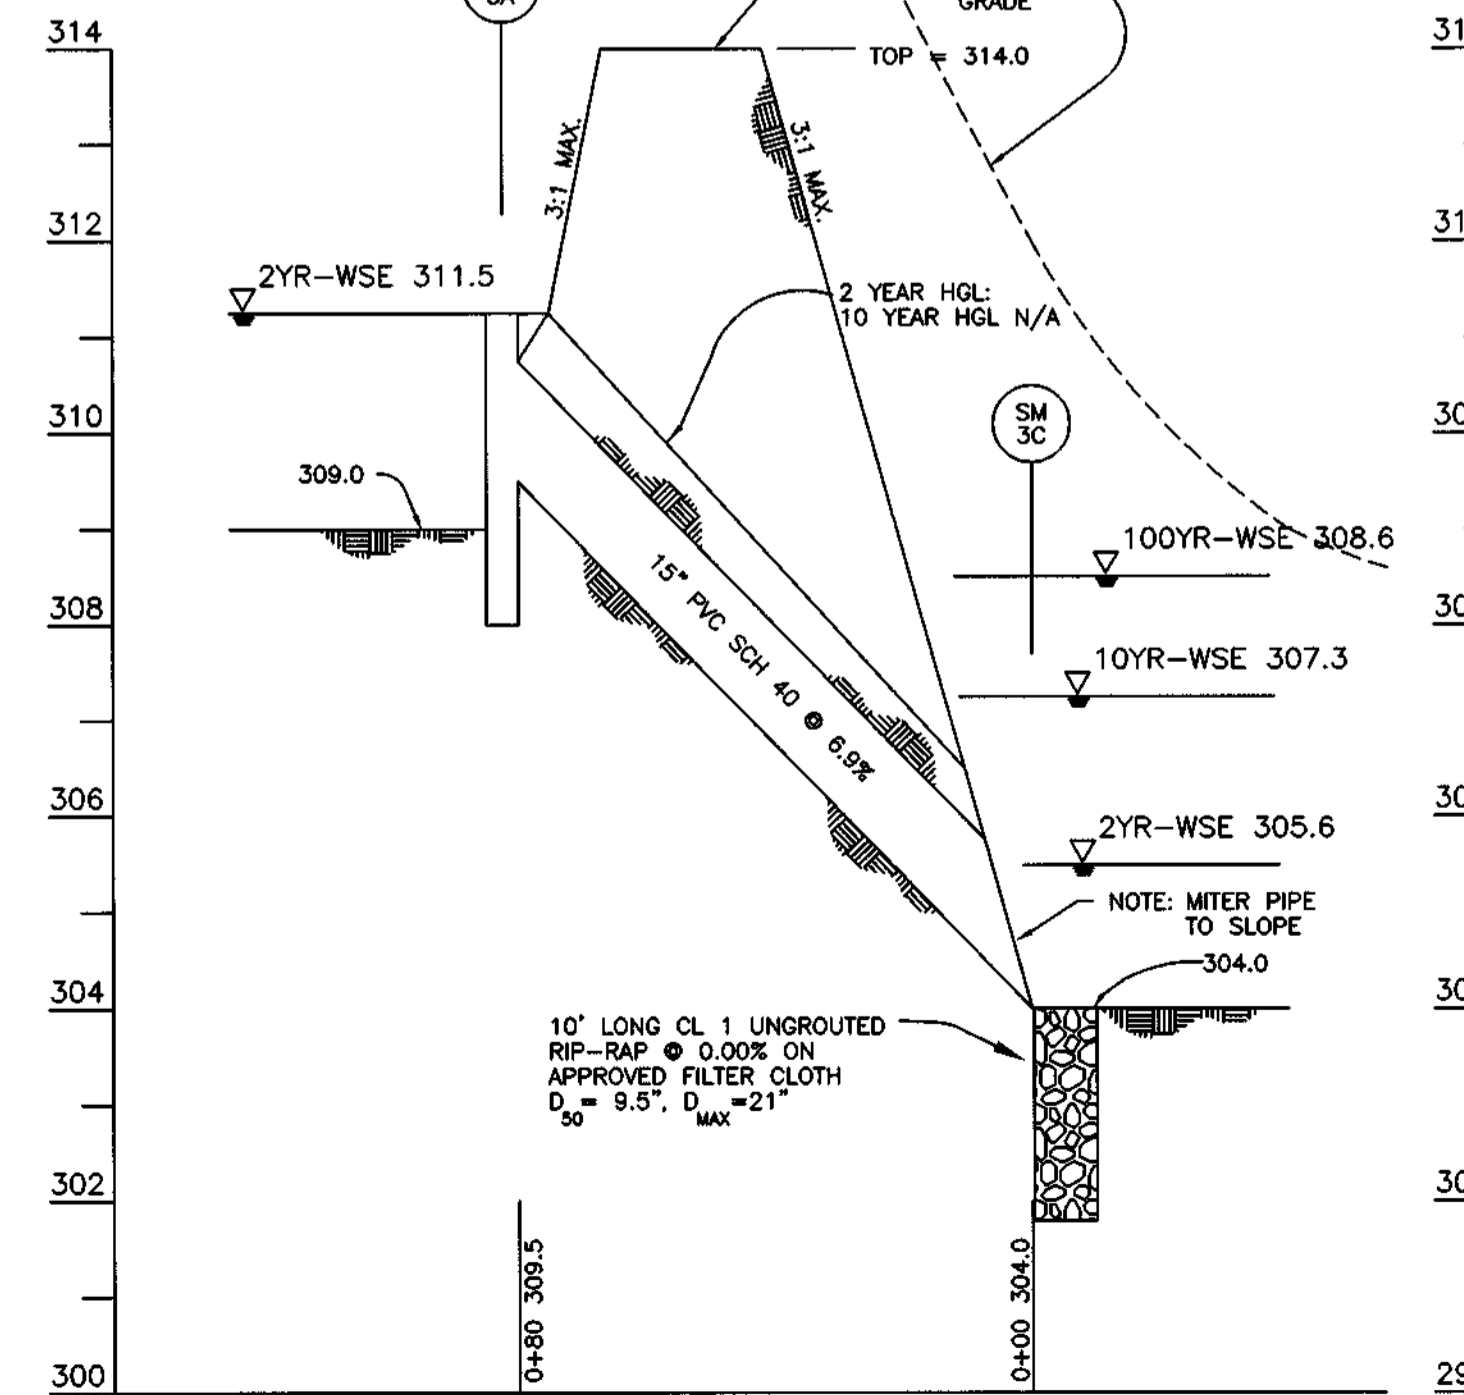 3A
GRADE
314
TOP = 314.0
3:1 MAX.
3:1 MAX.
312
2YR-WSE 311.5
2 YEAR HGL:
10 YEAR HGL N/A
310
SM
3C
309.0
100YR-WSE 308.6
308
15" PVC SCH 40 @ 6.9%
10YR-WSE 307.3
306
2YR-WSE 305.6
NOTE: MITER PIPE
TO SLOPE
304.0
304
10' LONG CL 1 UNGROUTED
RIP-RAP @ 0.00% ON
APPROVED FILTER CLOTH
D50= 9.5", DMAX=21"
302
0+80 309.5
0+00 304.0
300